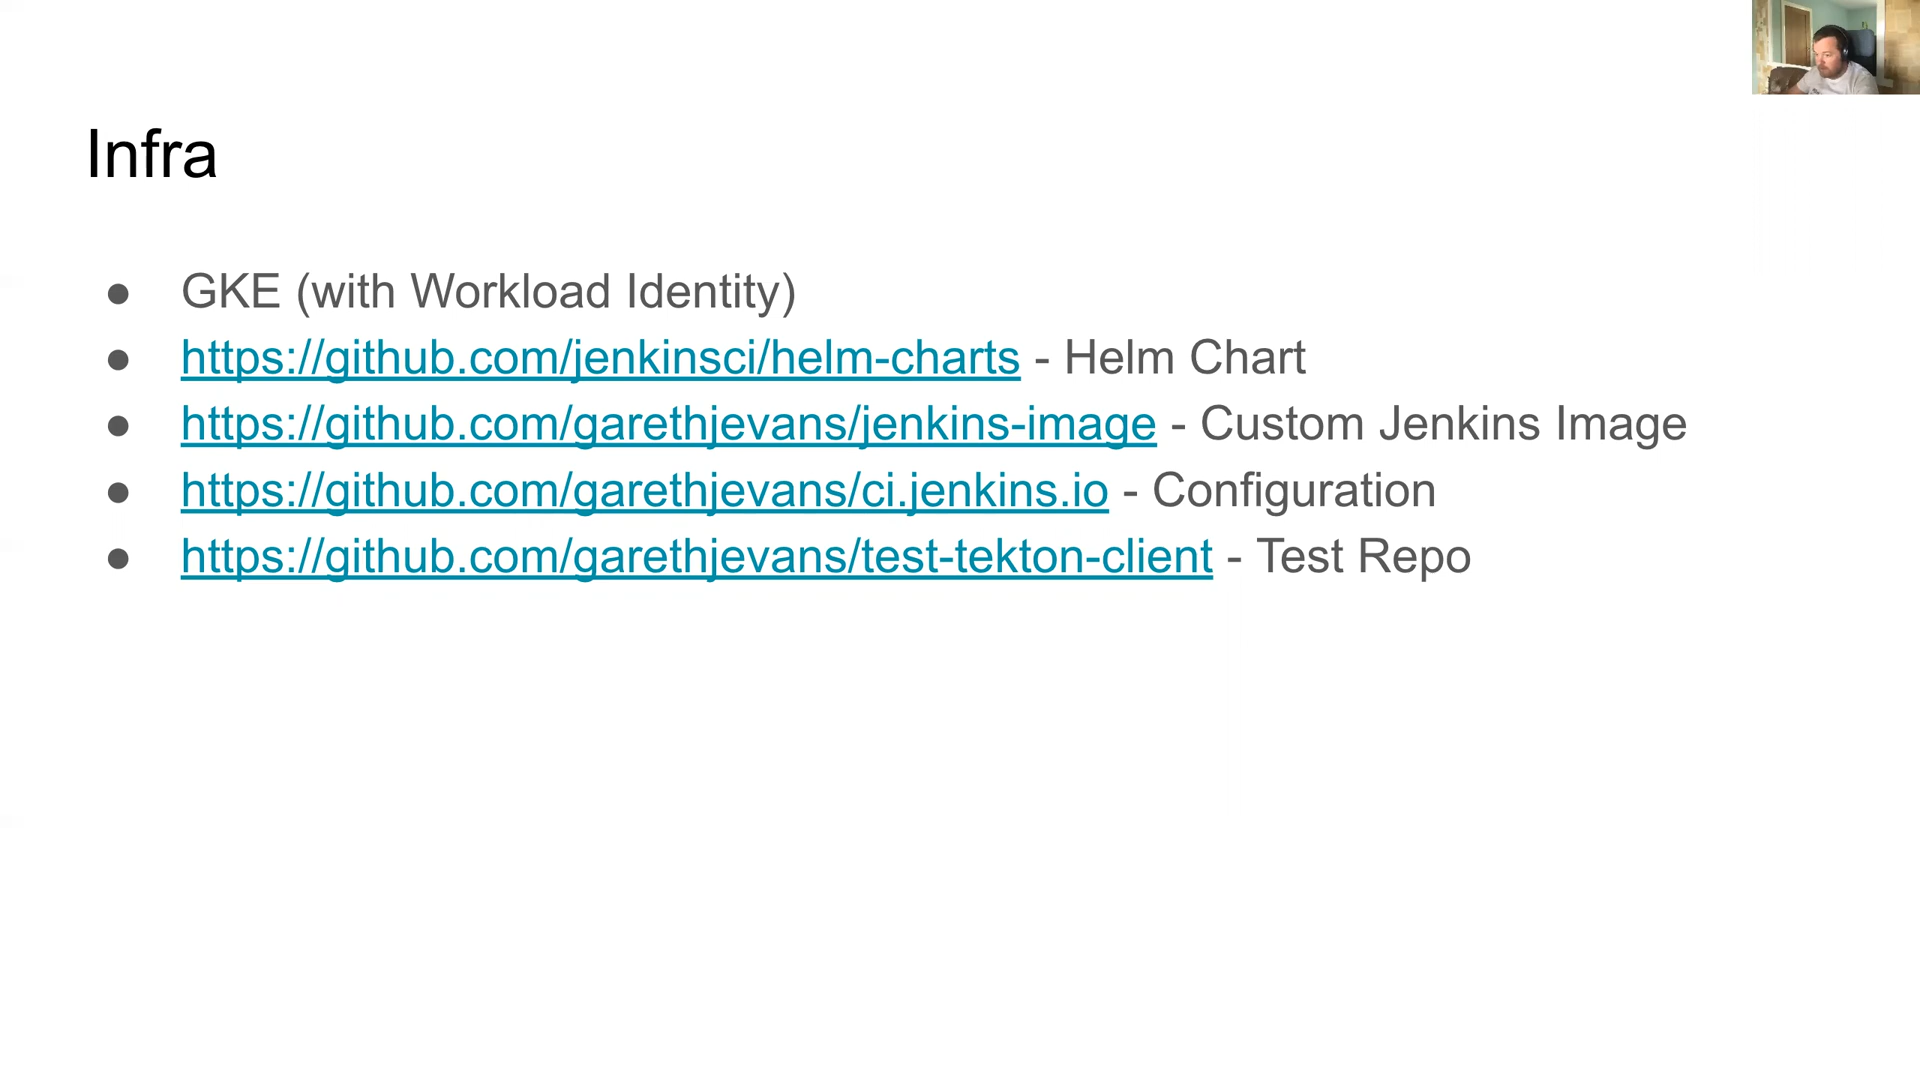 Infra
● GKE (with Workload Identity)
● https://github.com/jenkinsci/helm-charts - Helm Chart
● https://github.com/garethjevans/jenkins-image - Custom Jenkins Image
● https://github.com/garethjevans/ci.jenkins.io - Configuration
● https://github.com/garethjevans/test-tekton-client - Test Repo